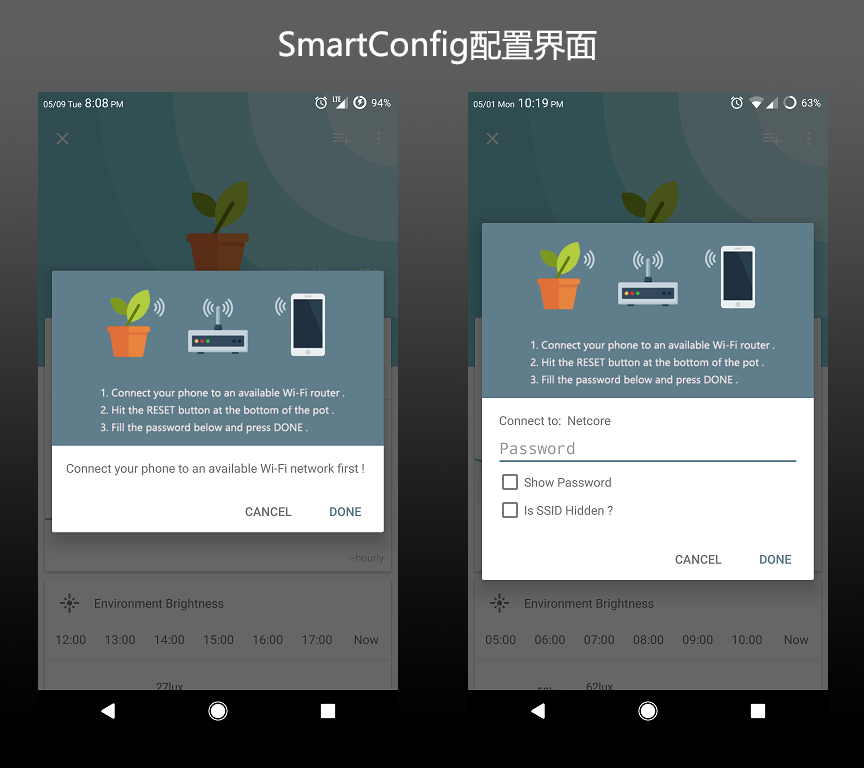 SmartConfig配置界面
05/09 Tue 8:08 PM
LTE
94%
1. Connect your phone to an available Wi-Fi router .
2. Hit the RESET button at the bottom of the pot .
3. Fill the password below and press DONE .
Connect your phone to an available Wi-Fi network first !
CANCEL DONE
--hourly
Environment Brightness
12:00 13:00 14:00 15:00 16:00 17:00 Now
27lux
05/01 Mon 10:19 PM
63%
1. Connect your phone to an available Wi-Fi router .
2. Hit the RESET button at the bottom of the pot .
3. Fill the password below and press DONE .
Connect to: Netcore
Password
Show Password
Is SSID Hidden ?
CANCEL DONE
Environment Brightness
05:00 06:00 07:00 08:00 09:00 10:00 Now
62lux